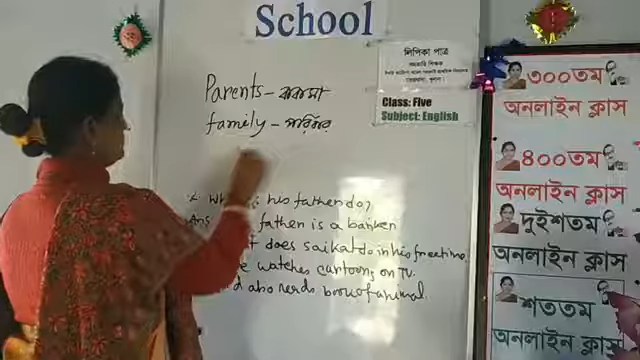 School
Parents - বাবা মা
family - পরিবার
his father do?
Ans father is a banker
does saikat do in his freetime
watches cartoons on TV.
also reads
of animal.
লিপিকা পাত্র
সহকারি শিক্ষক
Class: Five
Subject: English
৩০০তম
অনলাইন ক্লাস
৪০০তম
অনলাইন ক্লাস
দুইশতম
অনলাইন ক্লাস
শততম
অনলাইন ক্লাস